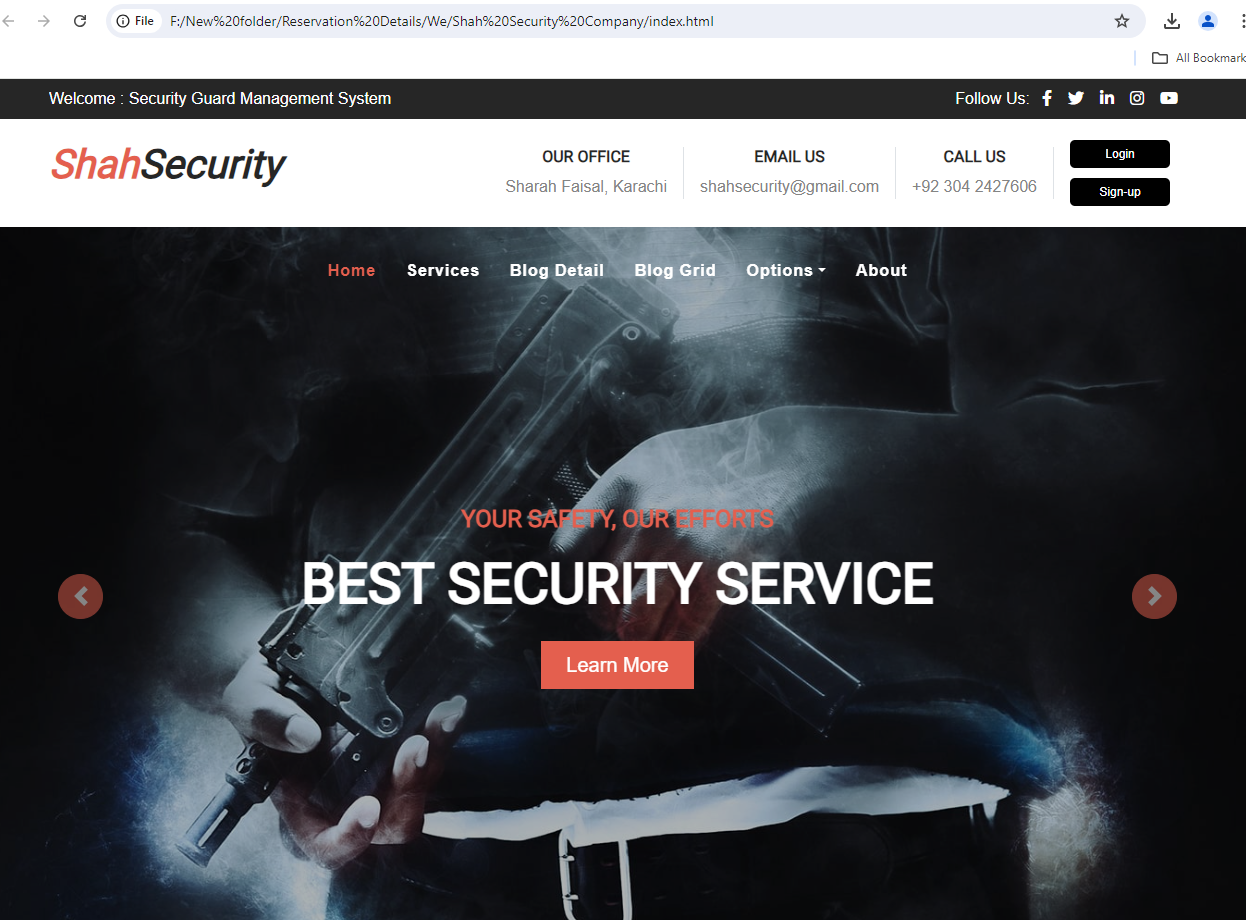 File F:/New%20folder/Reservation%20Details/We/Shah%20Security%20Company/index.html
All Bookmark
Welcome : Security Guard Management System
Follow Us:
ShahSecurity
OUR OFFICE
Sharah Faisal, Karachi
EMAIL US
shahsecurity@gmail.com
CALL US
+92 304 2427606
Login
Sign-up
Home Services Blog Detail Blog Grid Options About
YOUR SAFETY, OUR EFFORTS
BEST SECURITY SERVICE
Learn More